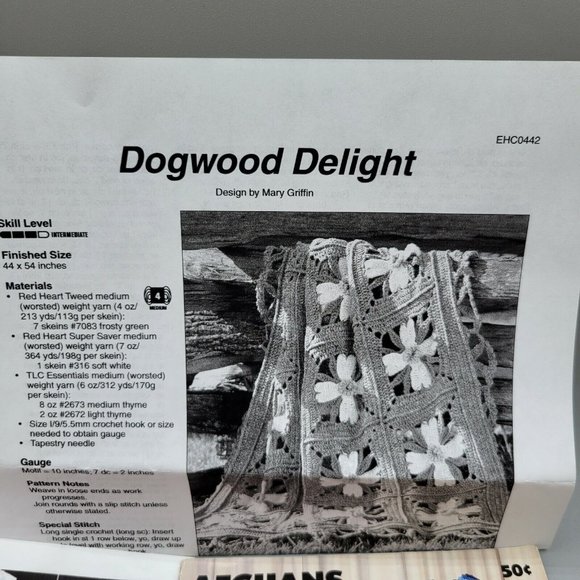 EHC0442
Dogwood Delight
Design by Mary Griffin
Skill Level
INTERMEDIATE
Finished Size
44 x 54 inches
Materials
• Red Heart Tweed medium
(worsted) weight yarn (4 oz/
213 yds/113g per skein):
7 skeins #7083 frosty green
4
MEDIUM
• Red Heart Super Saver medium
(worsted) weight yarn (7 oz/
364 yds/198g per skein):
1 skein #316 soft white
• TLC Essentials medium (worsted)
weight yarn (6 oz/312 yds/170g
per skein):
8 oz #2673 medium thyme
2 oz #2672 light thyme
• Size I/9/5.5mm crochet hook or size
needed to obtain gauge
• Tapestry needle
Gauge
Motif = 10 inches; 7 dc = 2 inches
Pattern Notes
Weave in loose ends as work
progresses.
Join rounds with a slip stitch unless
otherwise stated.
Special Stitch
Long single crochet (long sc): Insert
hook in st 1 row below, yo, draw
up to level with working row, yo, draw
AFGHANS
50¢